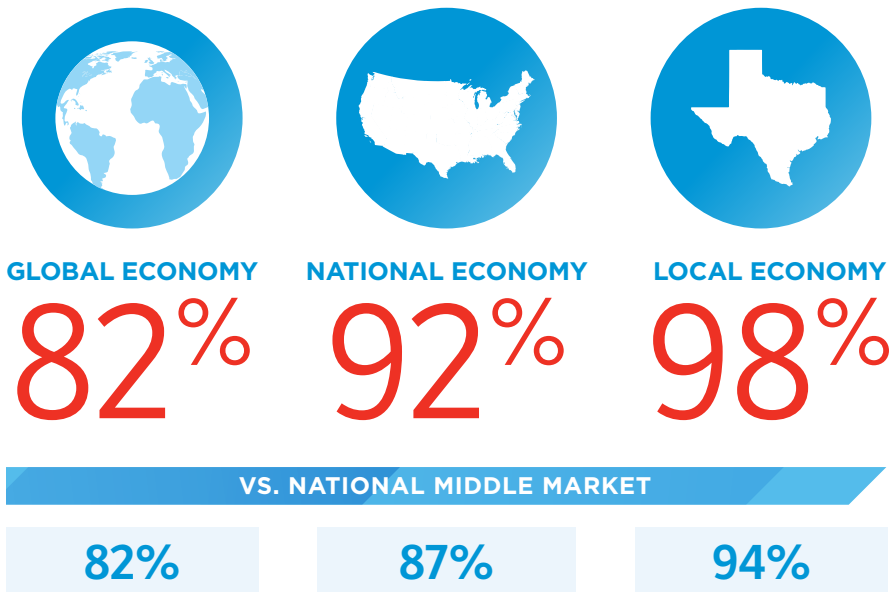 GLOBAL ECONOMY NATIONAL ECONOMY LOCAL ECONOMY
82% 92% 98%
VS. NATIONAL MIDDLE MARKET
82% 87% 94%